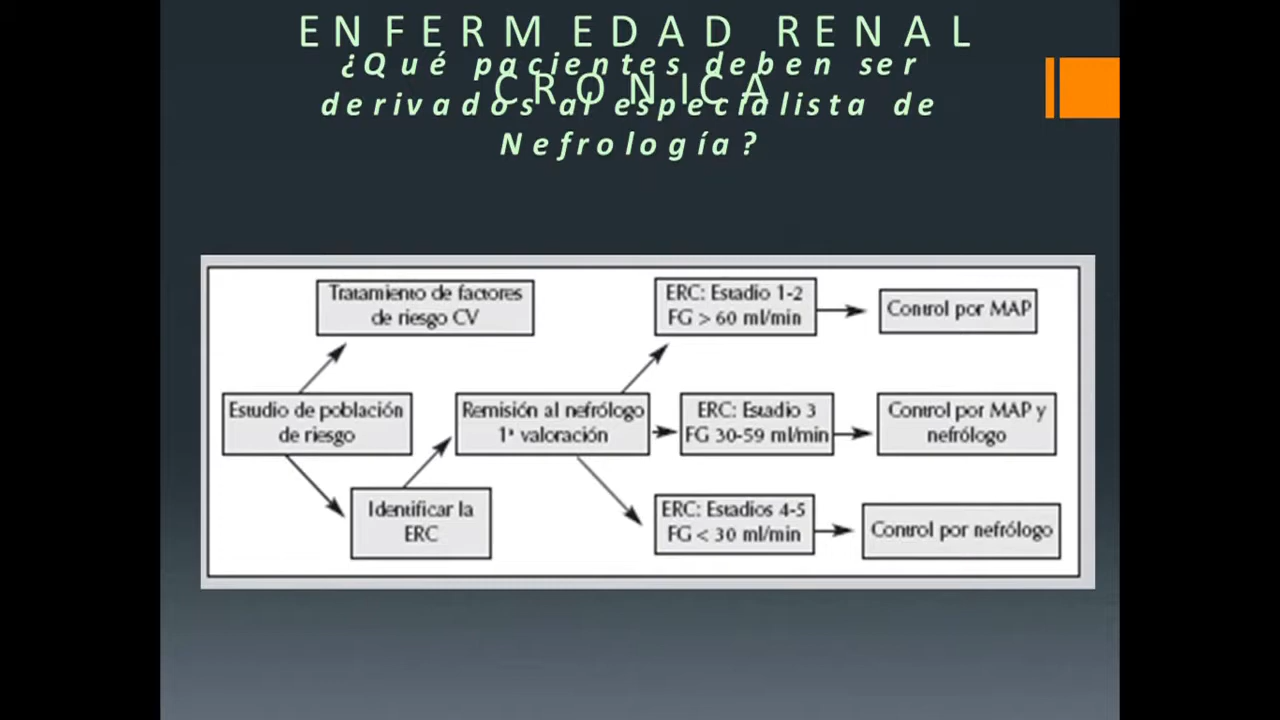 ENFERMEDAD RENAL
CRONICA
¿Qué pacientes deben ser
derivados al especialista de
Nefrología?
Tratamiento de factores
de riesgo CV
Estudio de población
de riesgo
Identificar la
ERC
Remisión al nefrólogo
1ª valoración
ERC: Estadio 1-2
FG > 60 ml/min
Control por MAP
ERC: Estadio 3
FG 30-59 ml/min
Control por MAP y
nefrólogo
ERC: Estadios 4-5
FG < 30 ml/min
Control por nefrólogo